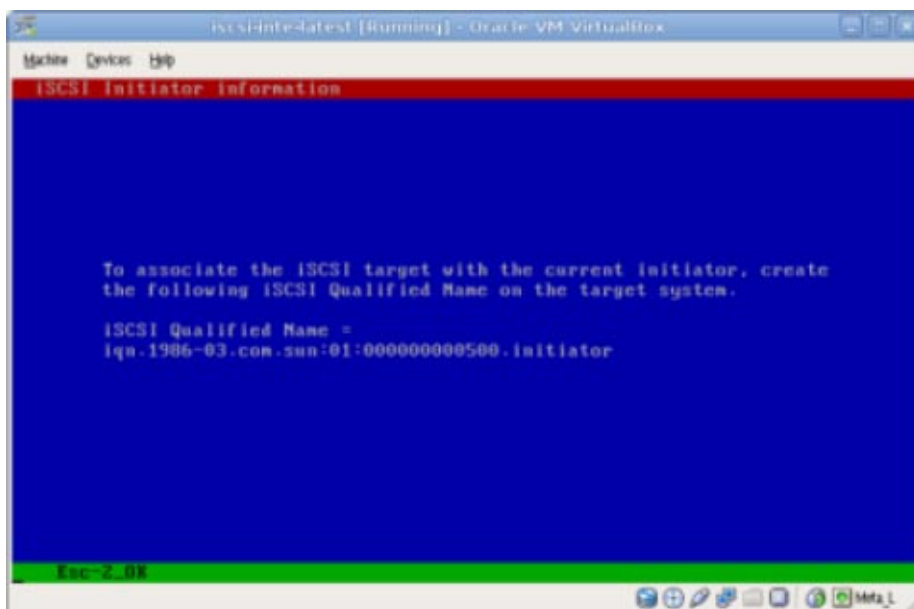 iscsi-inte-latest [Running] - Oracle VM VirtualBox
Machine Devices Help
iSCSI Initiator information
To associate the iSCSI target with the current initiator, create
the following iSCSI Qualified Name on the target system.
iSCSI Qualified Name =
iqn.1986-03.com.sun:01:000000000500.initiator
Esc-2_OK
Meta_L